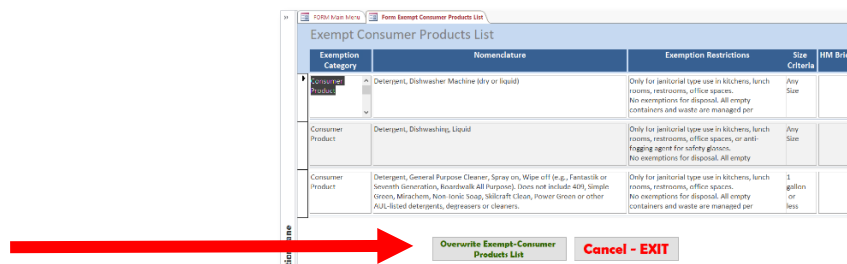 FORM Main Menu Form Exempt Consumer Products List
Exempt Consumer Products List
Exemption Category Nomenclature Exemption Restrictions Size Criteria HM
Consumer Product Detergent, Dishwasher Machine (dry or liquid) Only for janitorial type use in kitchens, lunch Any
rooms, restrooms, office spaces. Size
No exemptions for disposal. All empty
containers and waste are managed per
Consumer Detergent, Dishwashing, Liquid Only for janitorial type use in kitchens, lunch Any
Product rooms, restrooms, office spaces, or anti- Size
fogging agent for safety glasses.
No exemptions for disposal. All empty
Consumer Detergent, General Purpose Cleaner, Spray on, Wipe off (e.g., Fantastik or Only for janitorial type use in kitchens, lunch 1
Product Seventh Generation, Boardwalk All Purpose). Does not include 409, Simple rooms, restrooms, office spaces. gallon
Green, Mirachem, Non-Ionic Soap, Skilcraft Clean, Power Green or other No exemptions for disposal. All empty or
AUL-listed detergents, degreasers or cleaners. containers and waste are managed per less
Overwrite Exempt-Consumer
Products List
Cancel - EXIT